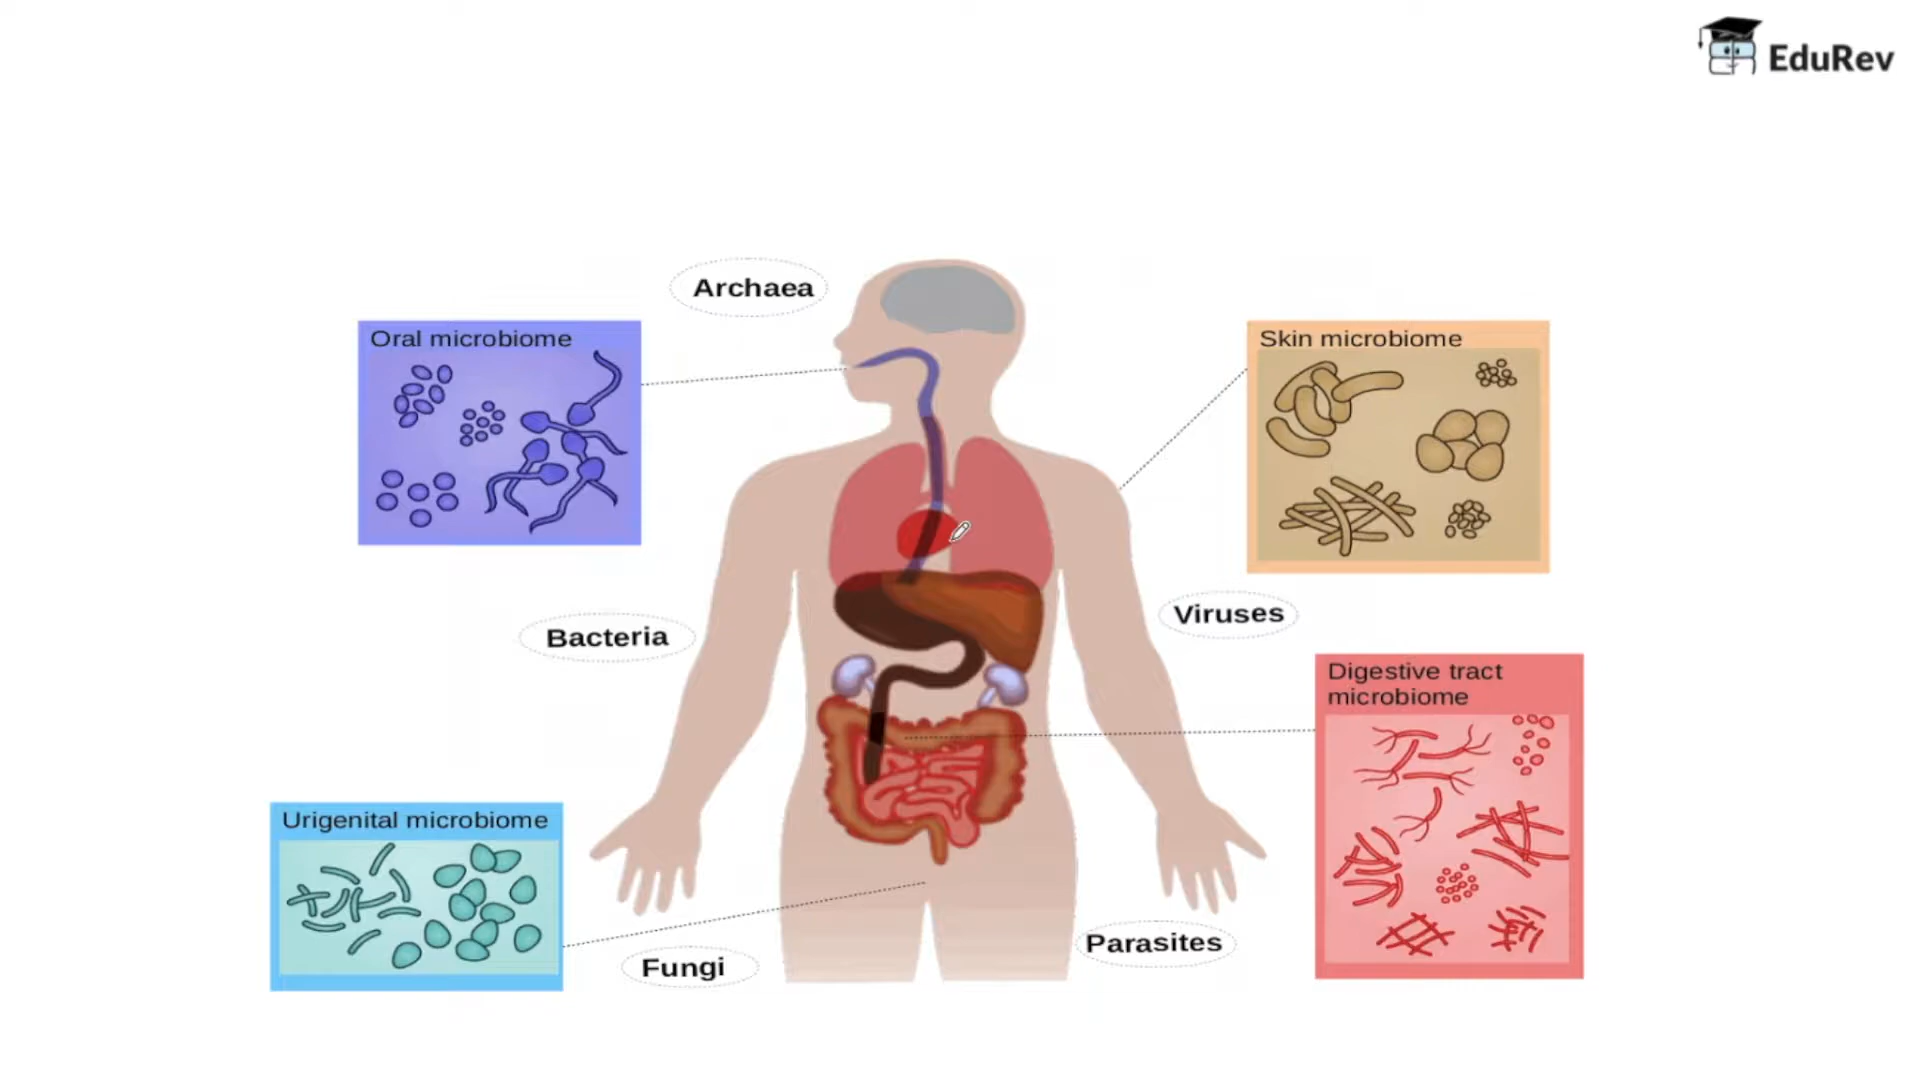 EduRev
Archaea
Oral microbiome
Skin microbiome
Bacteria
Viruses
Digestive tract
microbiome
Urigenital microbiome
Fungi
Parasites